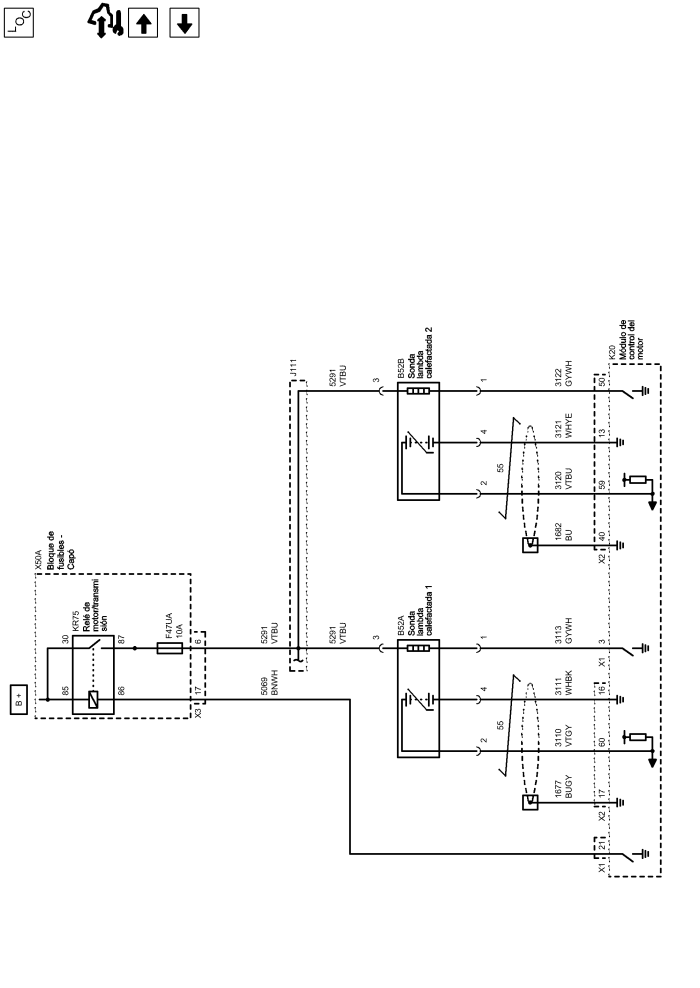 LOC
K20
Módulo de
control del
motor
J111
5291
VTBU
3
B52B
Sonda
lambda
calefactada 2
1
3122
GYWH
50
4
3121
WHYE
13
55
2
3120
VTBU
59
1682
BU
40
X2
X50A
Bloque de
fusibles -
Capó
KR75
Relé de
motor/transmi
sión
30
87
F47UA
10A
6
5291
VTBU
5291
VTBU
3
B52A
Sonda
lambda
calefactada 1
1
3113
GYWH
3
X1
B +
85
86
17
X3
5069
BNWH
4
3111
WHBK
16
55
2
3110
VTGY
60
1677
BUGY
17
X2
21
X1